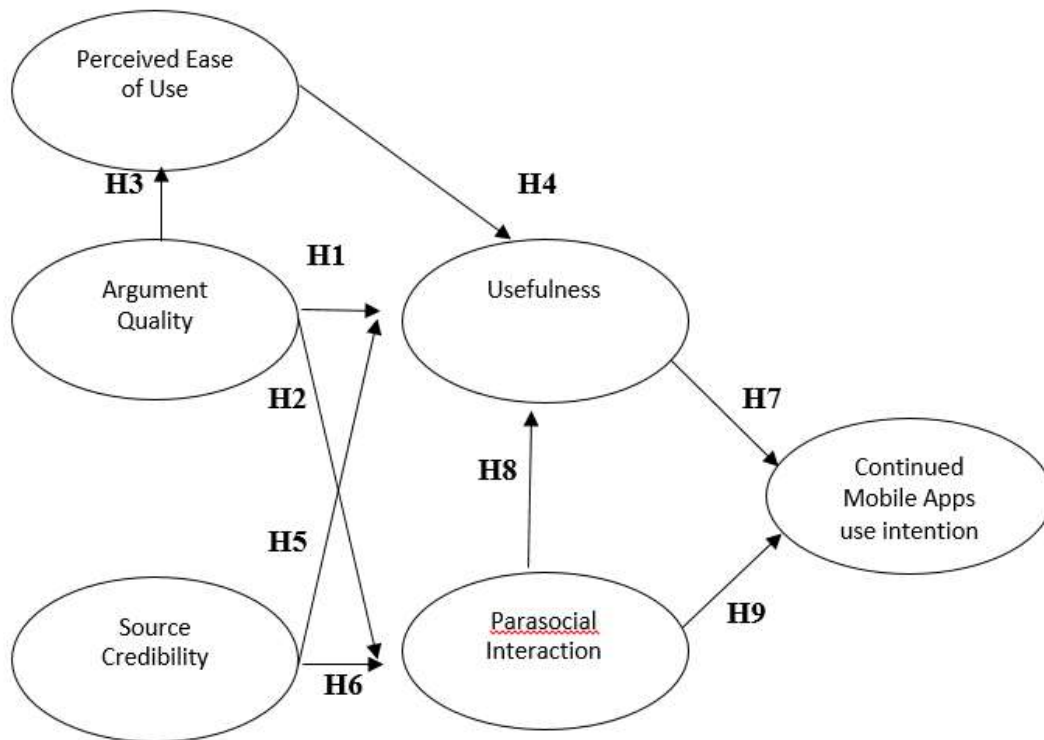 Perceived Ease
of Use
H3
H4
H1
Argument
Quality
Usefulness
H2
H7
H8
Continued
Mobile Apps
use intention
H5
Source
Credibility
Parasocial
Interaction
H9
H6